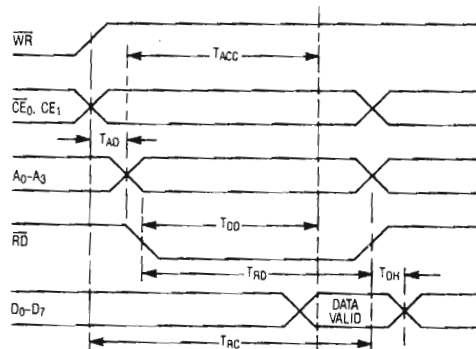 WR
TACC
CE0, CE1
TAD
A0-A3
TDD
RD
TRD
TDH
D0-D7
DATA
VALID
TRC